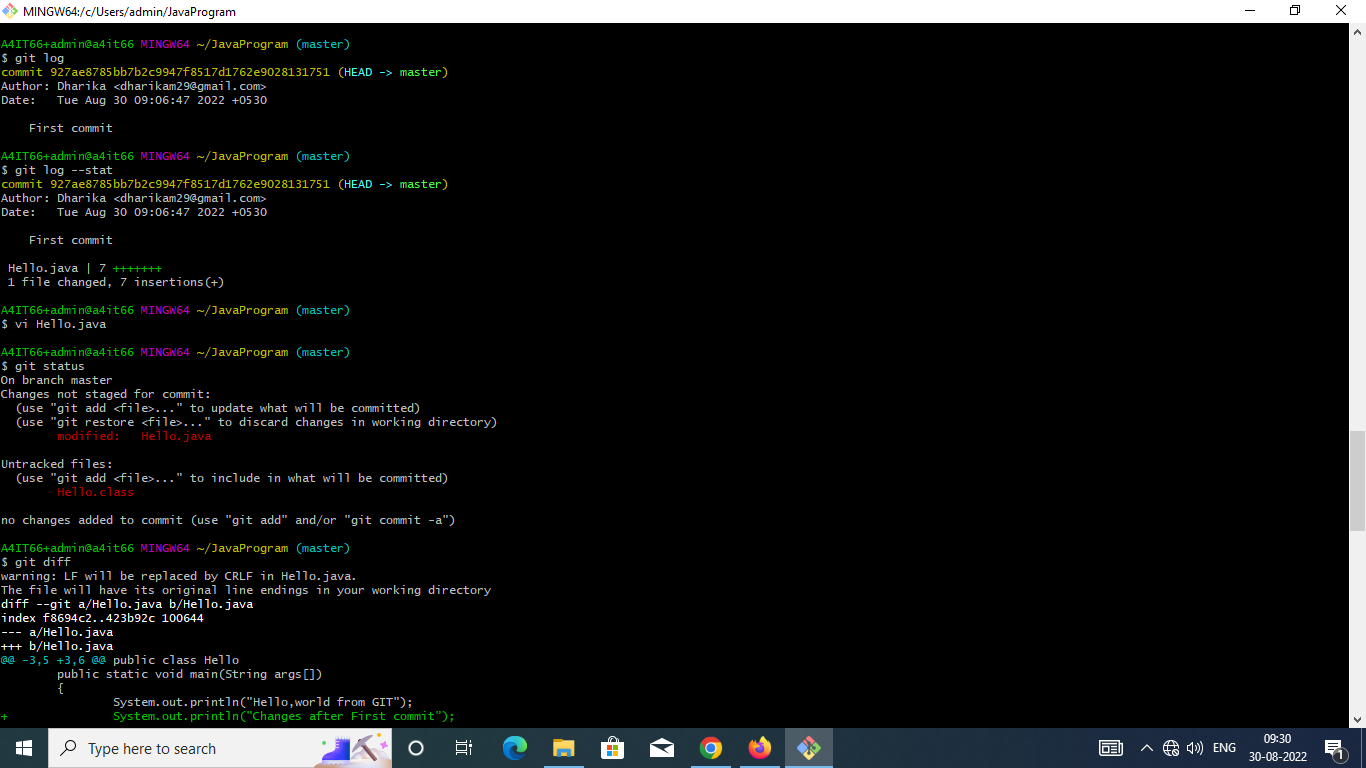 MINGW64:/c/Users/admin/JavaProgram
A4IT66+admin@a4it66 MINGW64 ~/JavaProgram (master)
$ git log
commit 927ae8785bb7b2c9947f8517d1762e9028131751 (HEAD -> master)
Author: Dharika <dharikam29@gmail.com>
Date:   Tue Aug 30 09:06:47 2022 +0530
    First commit
A4IT66+admin@a4it66 MINGW64 ~/JavaProgram (master)
$ git log --stat
commit 927ae8785bb7b2c9947f8517d1762e9028131751 (HEAD -> master)
Author: Dharika <dharikam29@gmail.com>
Date:   Tue Aug 30 09:06:47 2022 +0530
    First commit
 Hello.java | 7 +++++++
 1 file changed, 7 insertions(+)
A4IT66+admin@a4it66 MINGW64 ~/JavaProgram (master)
$ vi Hello.java
A4IT66+admin@a4it66 MINGW64 ~/JavaProgram (master)
$ git status
On branch master
Changes not staged for commit:
  (use "git add <file>..." to update what will be committed)
  (use "git restore <file>..." to discard changes in working directory)
        modified:   Hello.java
Untracked files:
  (use "git add <file>..." to include in what will be committed)
        Hello.class
no changes added to commit (use "git add" and/or "git commit -a")
A4IT66+admin@a4it66 MINGW64 ~/JavaProgram (master)
$ git diff
warning: LF will be replaced by CRLF in Hello.java.
The file will have its original line endings in your working directory
diff --git a/Hello.java b/Hello.java
index f8694c2..423b92c 100644
--- a/Hello.java
+++ b/Hello.java
@@ -3,5 +3,6 @@ public class Hello
        public static void main(String args[])
        {
                System.out.println("Hello,world from GIT");
+               System.out.println("Changes after First commit");
Type here to search
ENG
09:30
30-08-2022
1